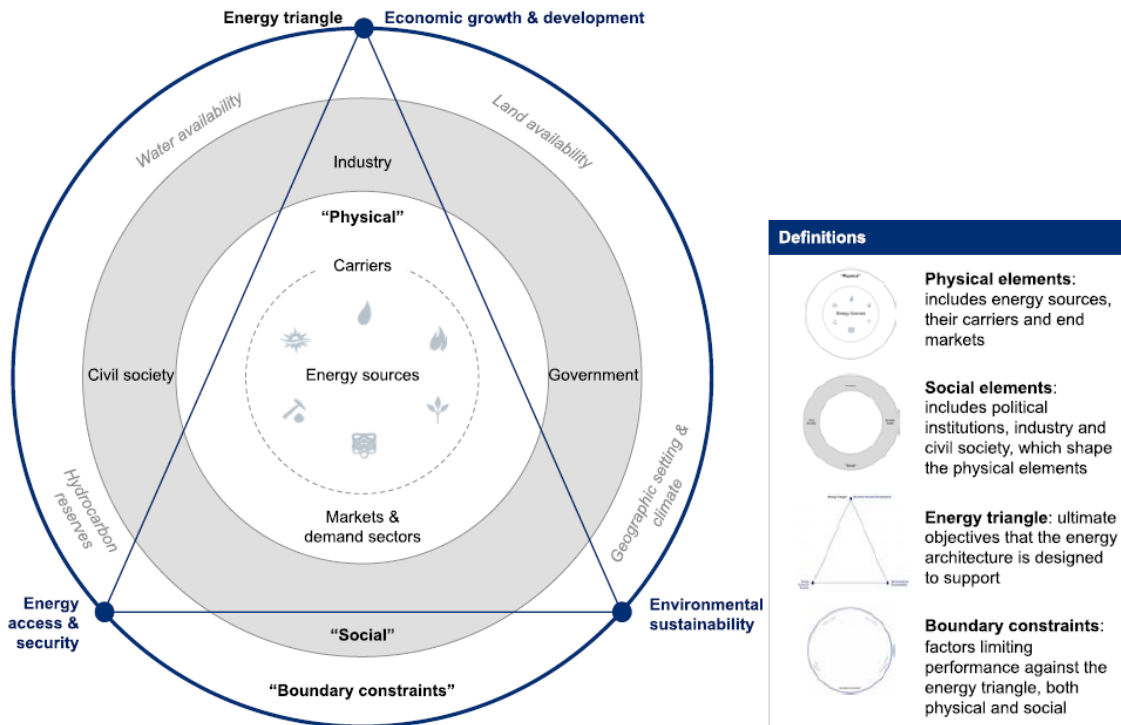 Energy triangle
Economic growth & development
Water availability
Land availability
Industry
“Physical”
Carriers
Civil society
Energy sources
Government
Hydrocarbon
reserves
Geographic setting &
climate
Markets &
demand sectors
Energy
access &
security
Environmental
sustainability
“Social”
“Boundary constraints”
Definitions
“Physical”
Energy Sources
Physical elements:
includes energy sources,
their carriers and end
markets
Social elements:
includes political
institutions, industry and
civil society, which shape
the physical elements
Energy triangle: ultimate
objectives that the energy
architecture is designed
to support
Boundary constraints:
factors limiting
performance against the
energy triangle, both
physical and social